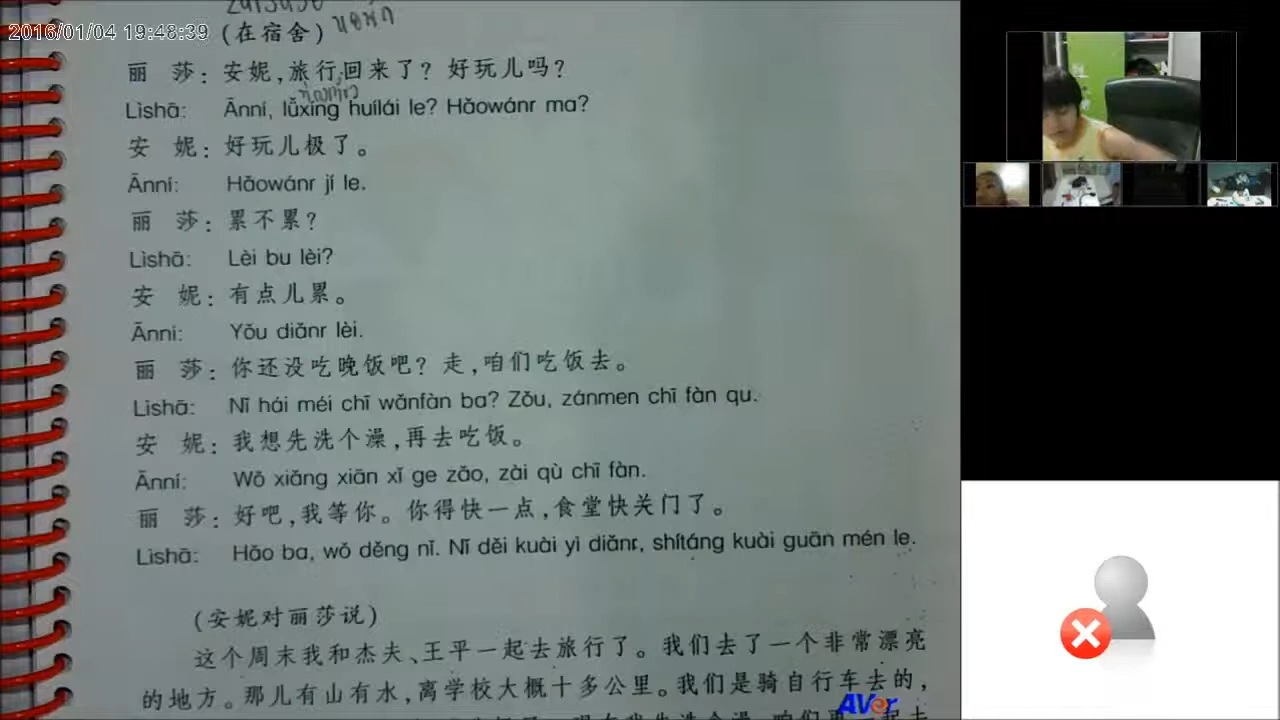 2016/01/04 19:48:39
(在宿舍) หอพัก
丽 莎: 安妮,旅行回来了? 好玩儿吗?
Lìshā: Ānní, lǚxíng huílái le? Hǎowánr ma?
安 妮: 好玩儿极了。
Ānní: Hǎowánr jí le.
丽 莎: 累不累?
Lìshā: Lèi bu lèi?
安 妮: 有点儿累。
Ānní: Yǒu diǎnr lèi.
丽 莎: 你还没吃晚饭吧? 走,咱们吃饭去。
Lìshā: Nǐ hái méi chī wǎnfàn ba? Zǒu, zánmen chī fàn qu.
安 妮: 我想先洗个澡,再去吃饭。
Ānní: Wǒ xiǎng xiān xǐ ge zǎo, zài qù chī fàn.
丽 莎: 好吧,我等你。你得快一点,食堂快关门了。
Lìshā: Hǎo ba, wǒ děng nǐ. Nǐ děi kuài yì diǎnr, shítáng kuài guān mén le.
(安妮对丽莎说)
这个周末我和杰夫、王平一起去旅行了。我们去了一个非常漂亮
的地方。那儿有山有水,离学校大概十多公里。我们是骑自行车去的,
AVer